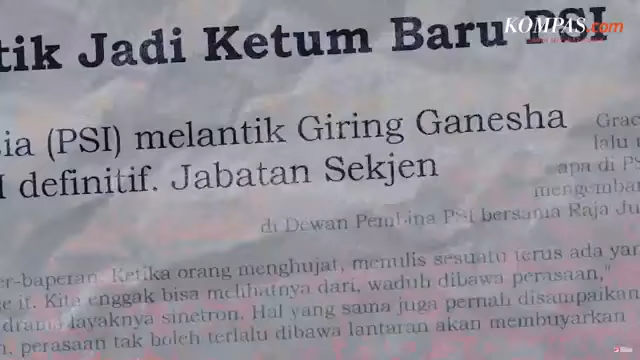 KOMPAS.com
tik Jadi Ketum Baru PSI
ia (PSI) melantik Giring Ganesha
I definitif. Jabatan Sekjen
Grac
lalu
apa di PS
mengemban
di Dewan Pembina PSI bersama Raja Ju
er-baperan. Ketika orang menghujat, menulis sesuatu terus ada yan
e it. Kita enggak bisa melihatnya dari, waduh dibawa perasaan,"
drama layaknya sinetron. Hal yang sama juga pernah disampaikan
, perasaan tak boleh terlalu dibawa lantaran akan membuyarkan